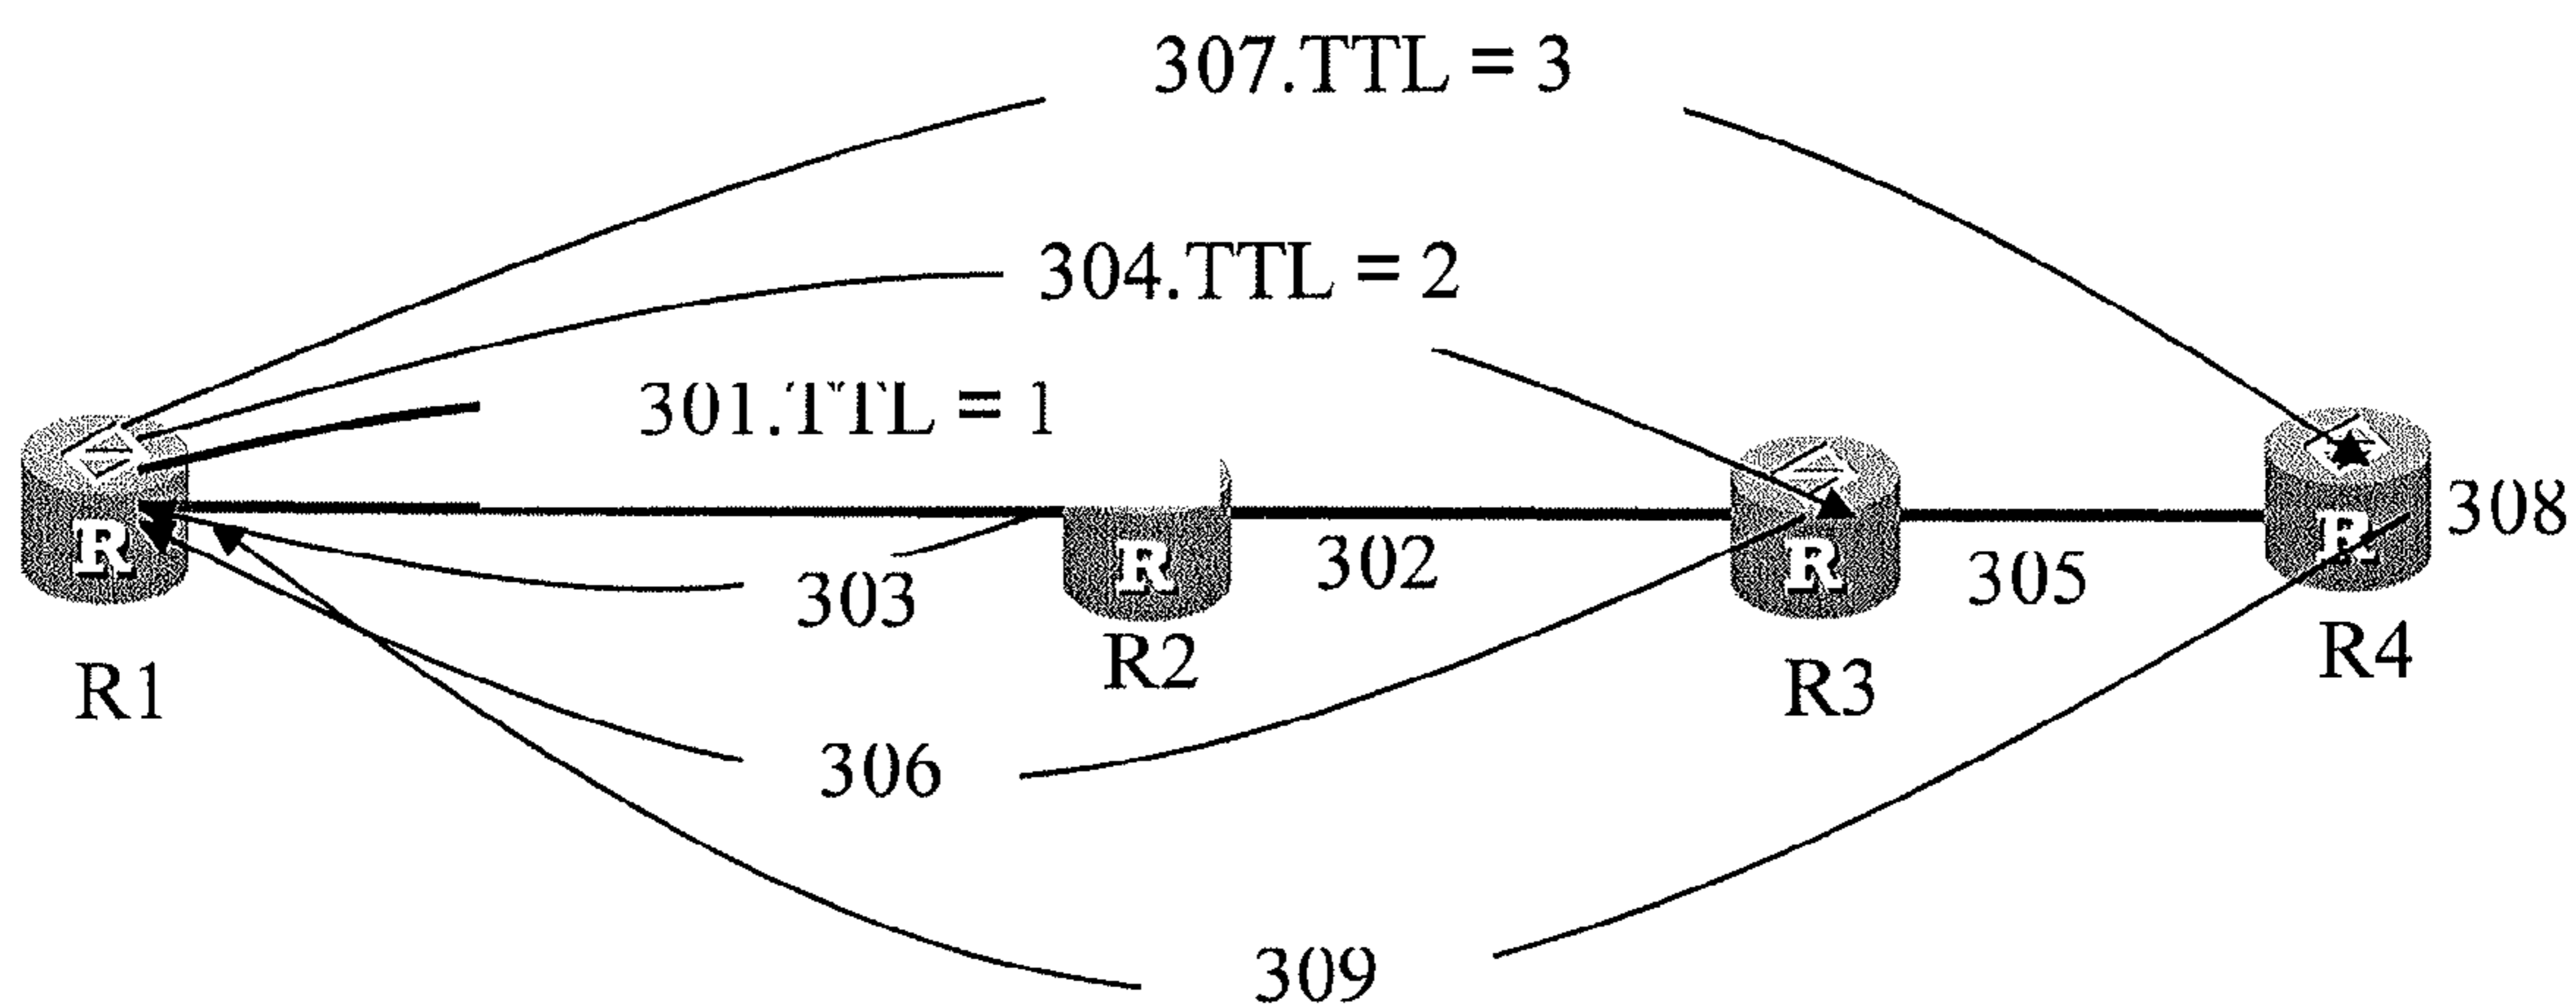 307.TTL = 3
304.TTL = 2
301.TTL = 1
R
R
R
R
308
303
302
305
R1
R2
R3
R4
306
309